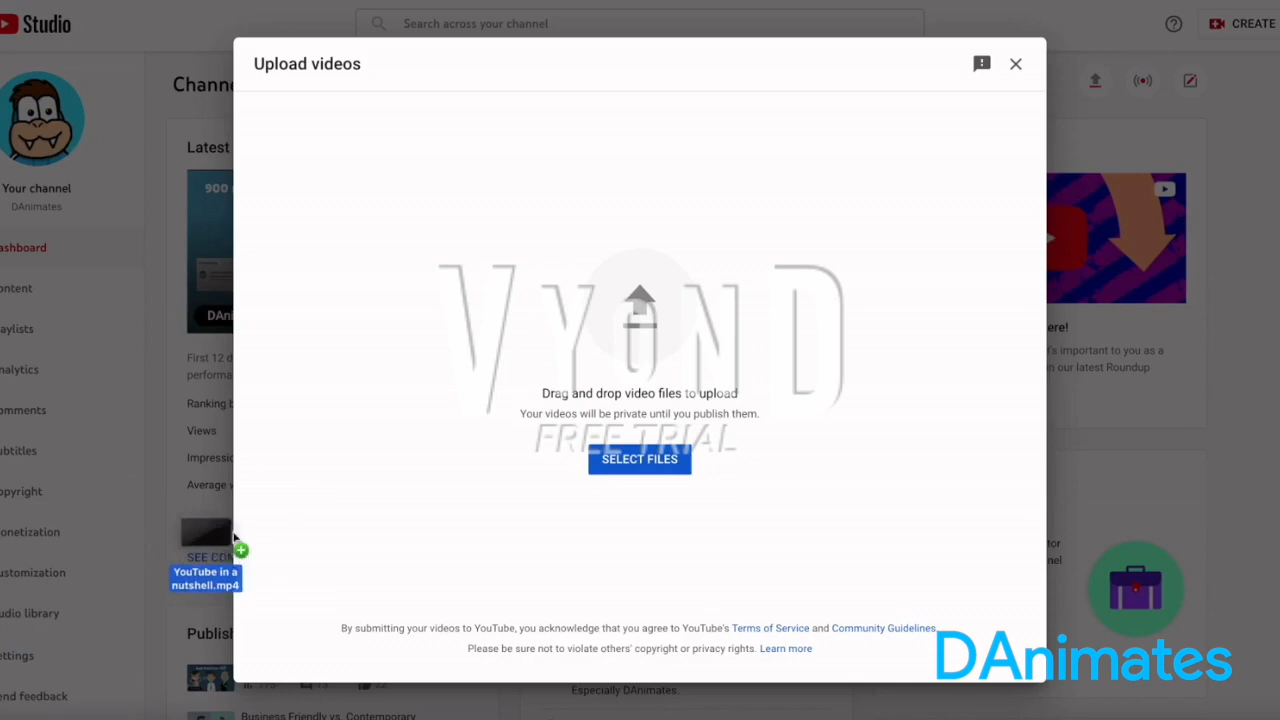 Studio
Search across your channel
CREATE
Upload videos
Channe
Your channel
DAnimates
ashboard
ontent
aylists
nalytics
omments
ubtitles
opyright
onetization
ustomization
udio library
ettings
end feedback
Latest
900
DAni
First 12 d
performa
Ranking b
Views
Impressio
Average v
SEE COM
YouTube in a
nutshell.mp4
Publis
Business Friendly vs. Contemporary
VYOND
FREE TRIAL
Drag and drop video files to upload
Your videos will be private until you publish them.
SELECT FILES
By submitting your videos to YouTube, you acknowledge that you agree to YouTube's Terms of Service and Community Guidelines.
Please be sure not to violate others' copyright or privacy rights. Learn more
Especially DAnimates.
ere!
's important to you as a
n our latest Roundup
tor
nel
DAnimates